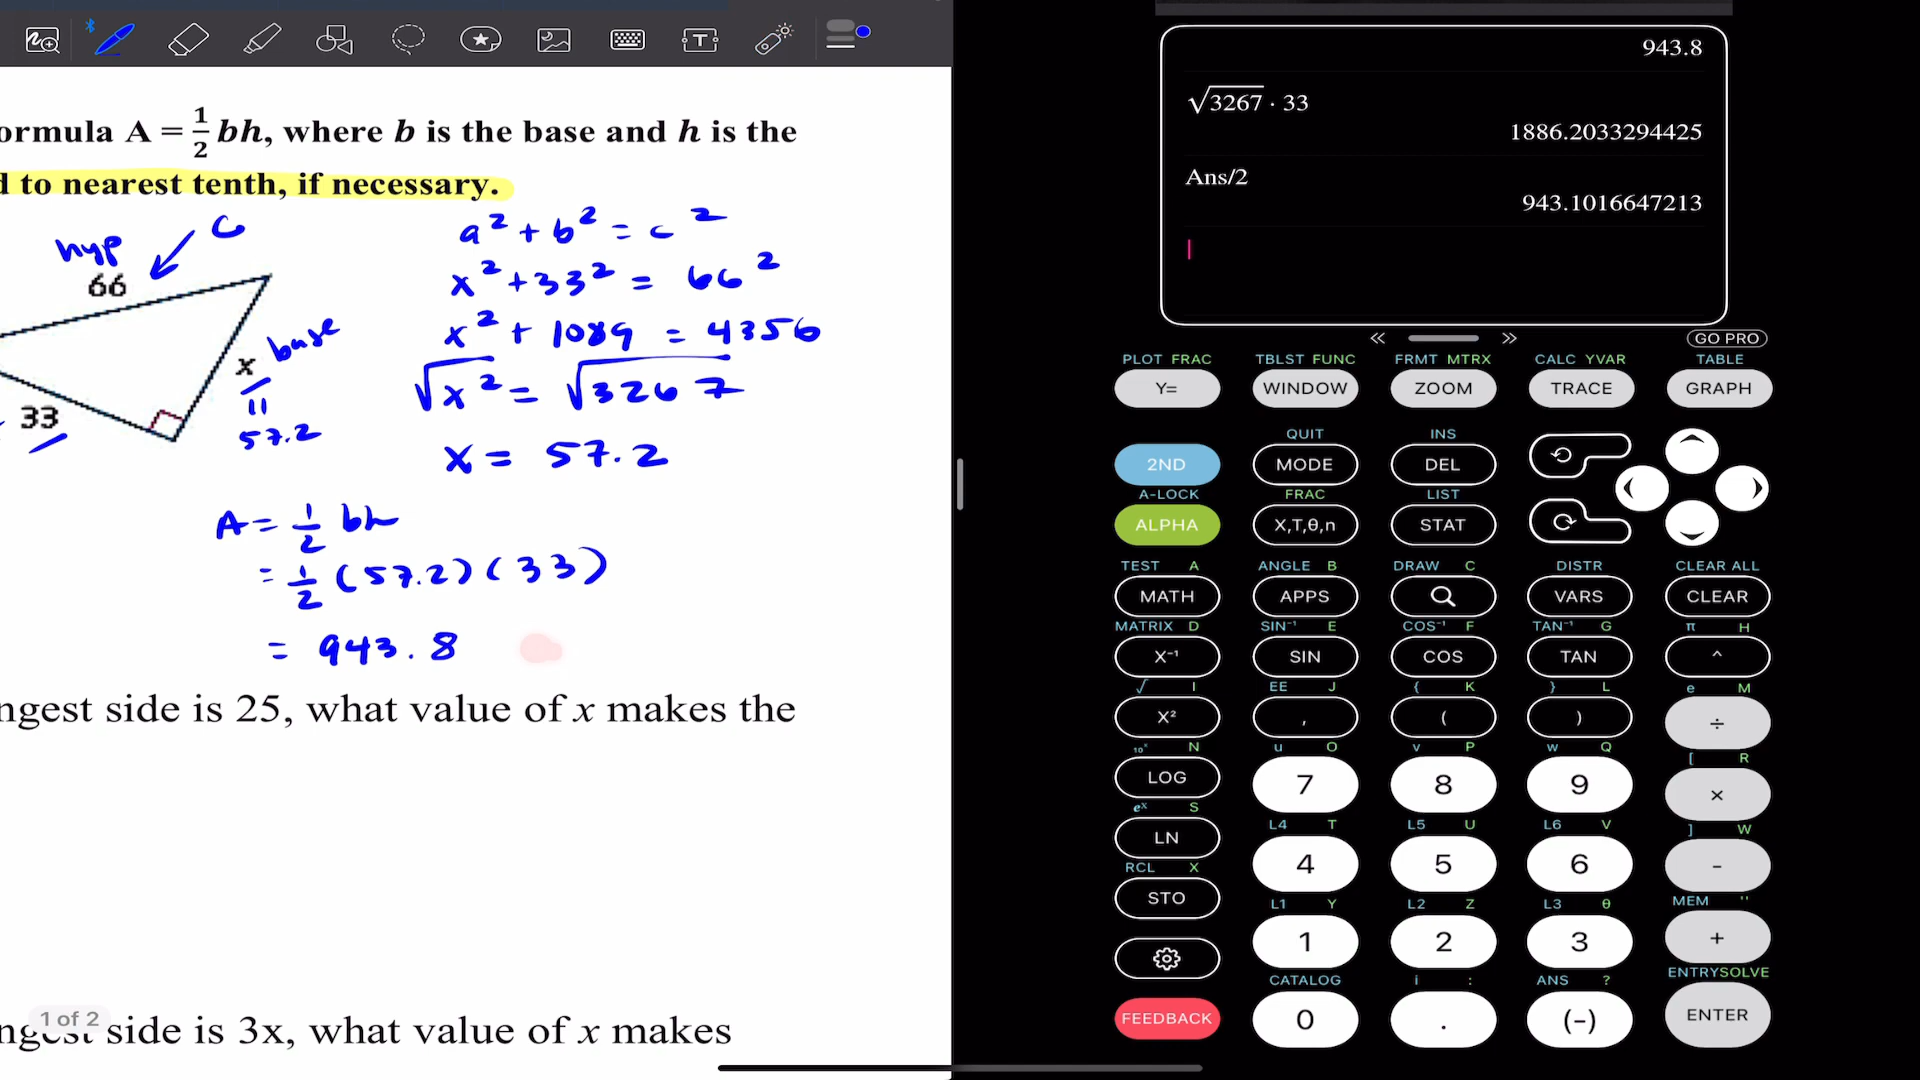 ormula A = 1/2 bh, where b is the base and h is the
d to nearest tenth, if necessary.
hyp
C
66
x
base
33
11
57.2
a² + b² = c²
x² + 33² = 66²
x² + 1089 = 4356
√x² = √3267
x = 57.2
A = 1/2 bh
= 1/2 (57.2)(33)
= 943.8
ngest side is 25, what value of x makes the
1 of 2
ngest side is 3x, what value of x makes
943.8
√3267 · 33
1886.2033294425
Ans/2
943.1016647213
« » GO PRO
PLOT FRAC TBLST FUNC FRMT MTRX CALC YVAR TABLE
Y= WINDOW ZOOM TRACE GRAPH
QUIT INS
2ND MODE DEL
A-LOCK FRAC LIST
ALPHA X,T,θ,n STAT
TEST A ANGLE B DRAW C DISTR CLEAR ALL
MATH APPS VARS CLEAR
MATRIX D SIN⁻¹ E COS⁻¹ F TAN⁻¹ G π H
X⁻¹ SIN COS TAN ^
√ I EE J { K } L e M
X² , ( ) ÷
10ˣ N u O v P w Q [ R
LOG 7 8 9 ×
eˣ S L4 T L5 U L6 V ] W
LN 4 5 6 -
RCL X L1 Y L2 Z L3 θ MEM "
STO 1 2 3 +
CATALOG i : ANS ? ENTRY SOLVE
FEEDBACK 0 . (-) ENTER